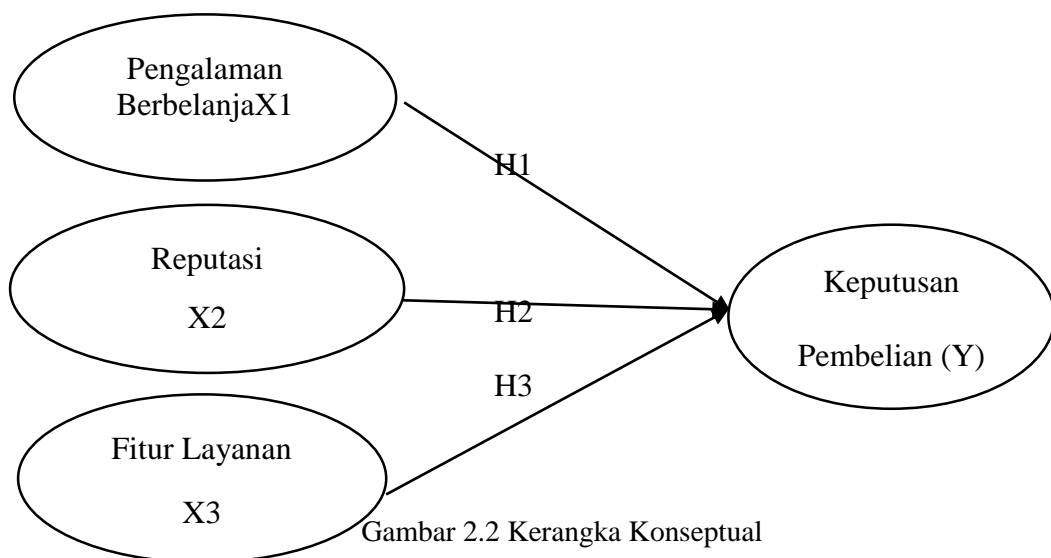 Pengalaman
BerbelanjaX1
H1
Reputasi
X2
H2
Keputusan
Pembelian (Y)
H3
Fitur Layanan
X3
Gambar 2.2 Kerangka Konseptual